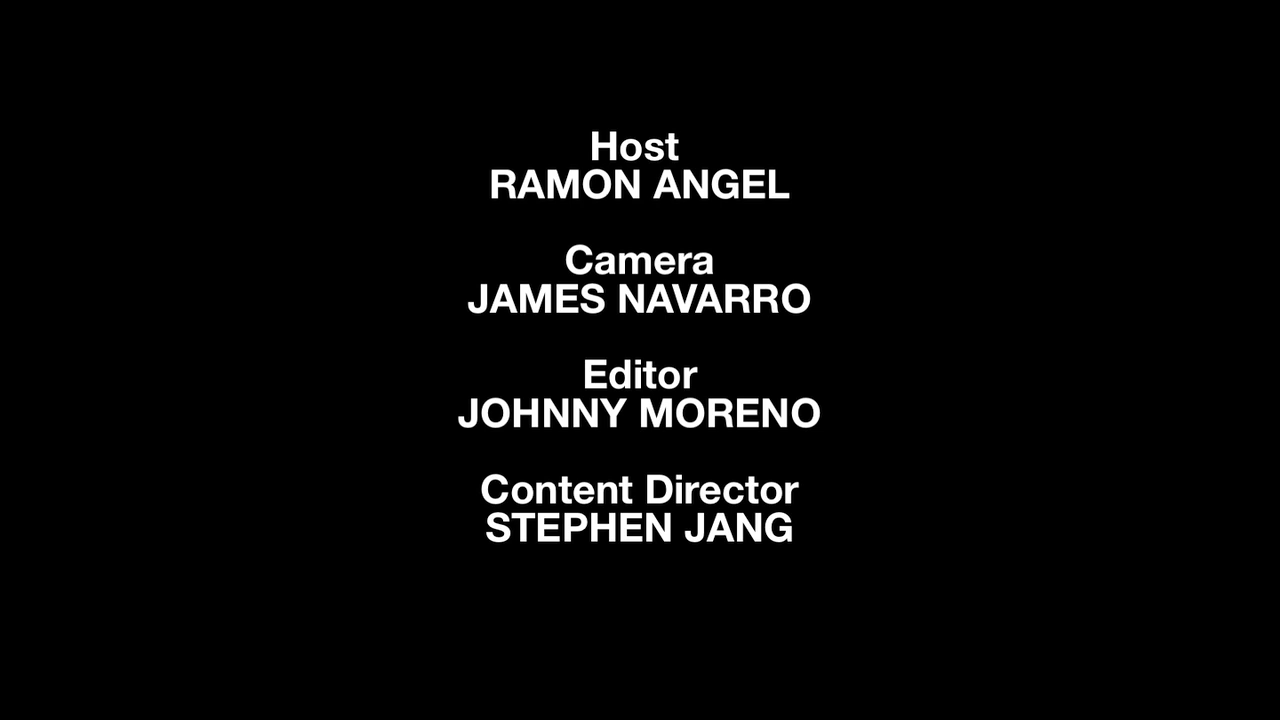 Host
RAMON ANGEL
Camera
JAMES NAVARRO
Editor
JOHNNY MORENO
Content Director
STEPHEN JANG